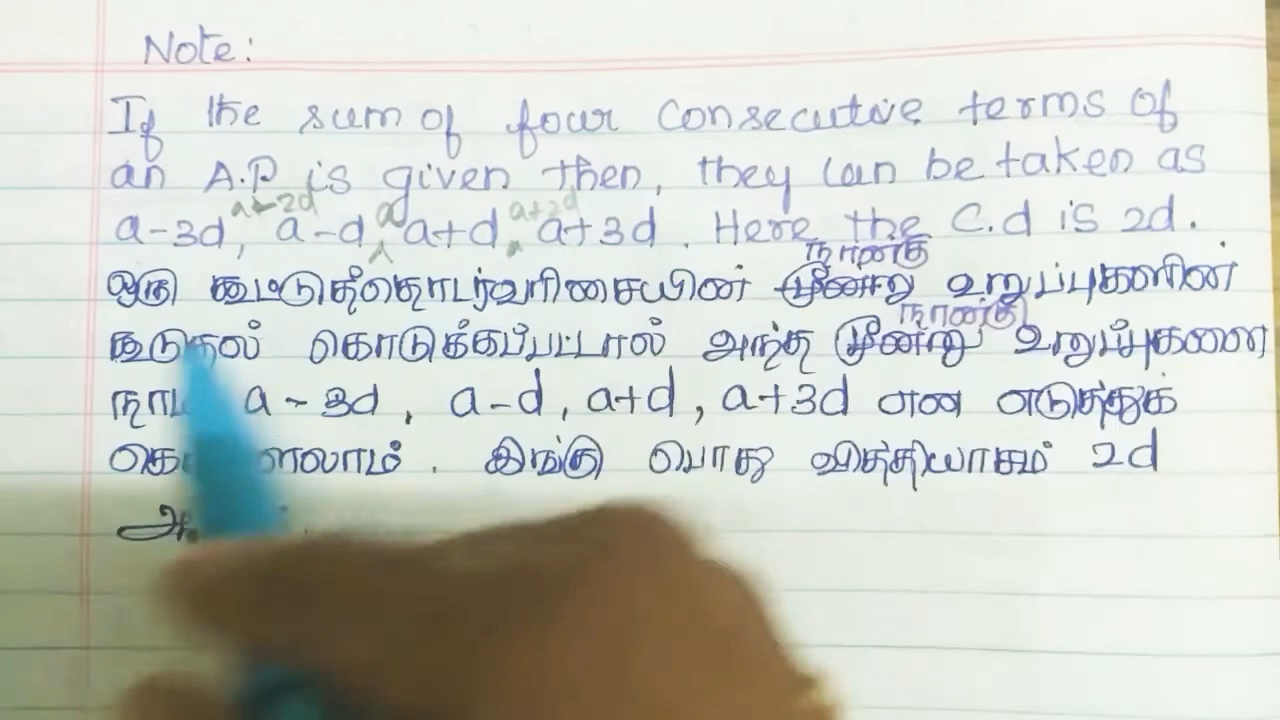 Note:
If the sum of four consecutive terms of
an A.P is given then, they can be taken as
a-2d a a+2d
a-3d, a-d, a+d, a+3d. Here the C.d is 2d.
நான்கு
ஒரு கூட்டுத்தொடர்வரிசையின் மூன்று உறுப்புகளின்
நான்கு
கூடுதல் கொடுக்கப்பட்டால் அந்த மூன்று உறுப்புகளை
a-3d, a-d, a+d, a+3d என எடுத்துக்
இங்கு பொது வித்தியாசம் 2d